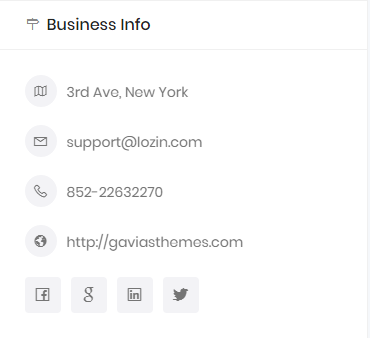 Business Info
3rd Ave, New York
support@lozin.com
852-22632270
http://gaviasthemes.com